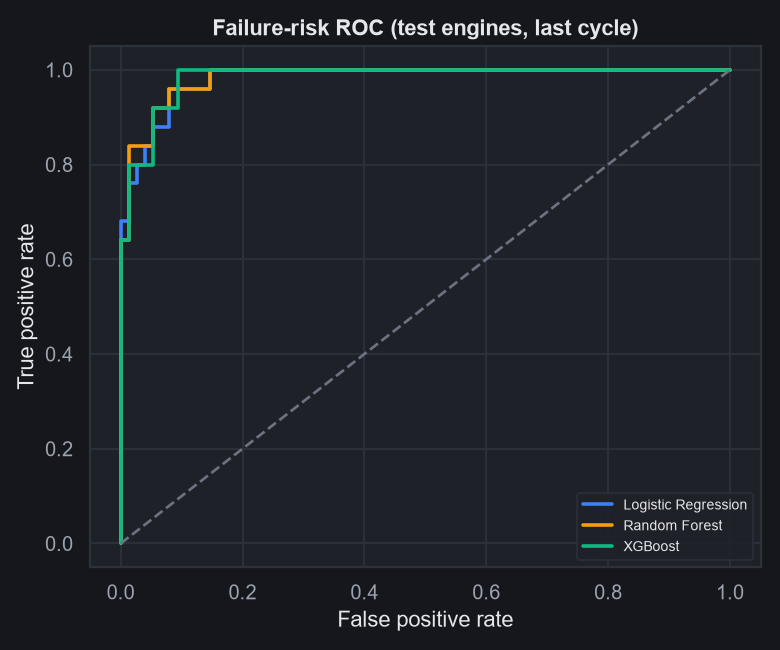 Failure-risk ROC (test engines, last cycle)
True positive rate
1.0
0.8
0.6
0.4
0.2
0.0
0.0 0.2 0.4 0.6 0.8 1.0
False positive rate
Logistic Regression
Random Forest
XGBoost